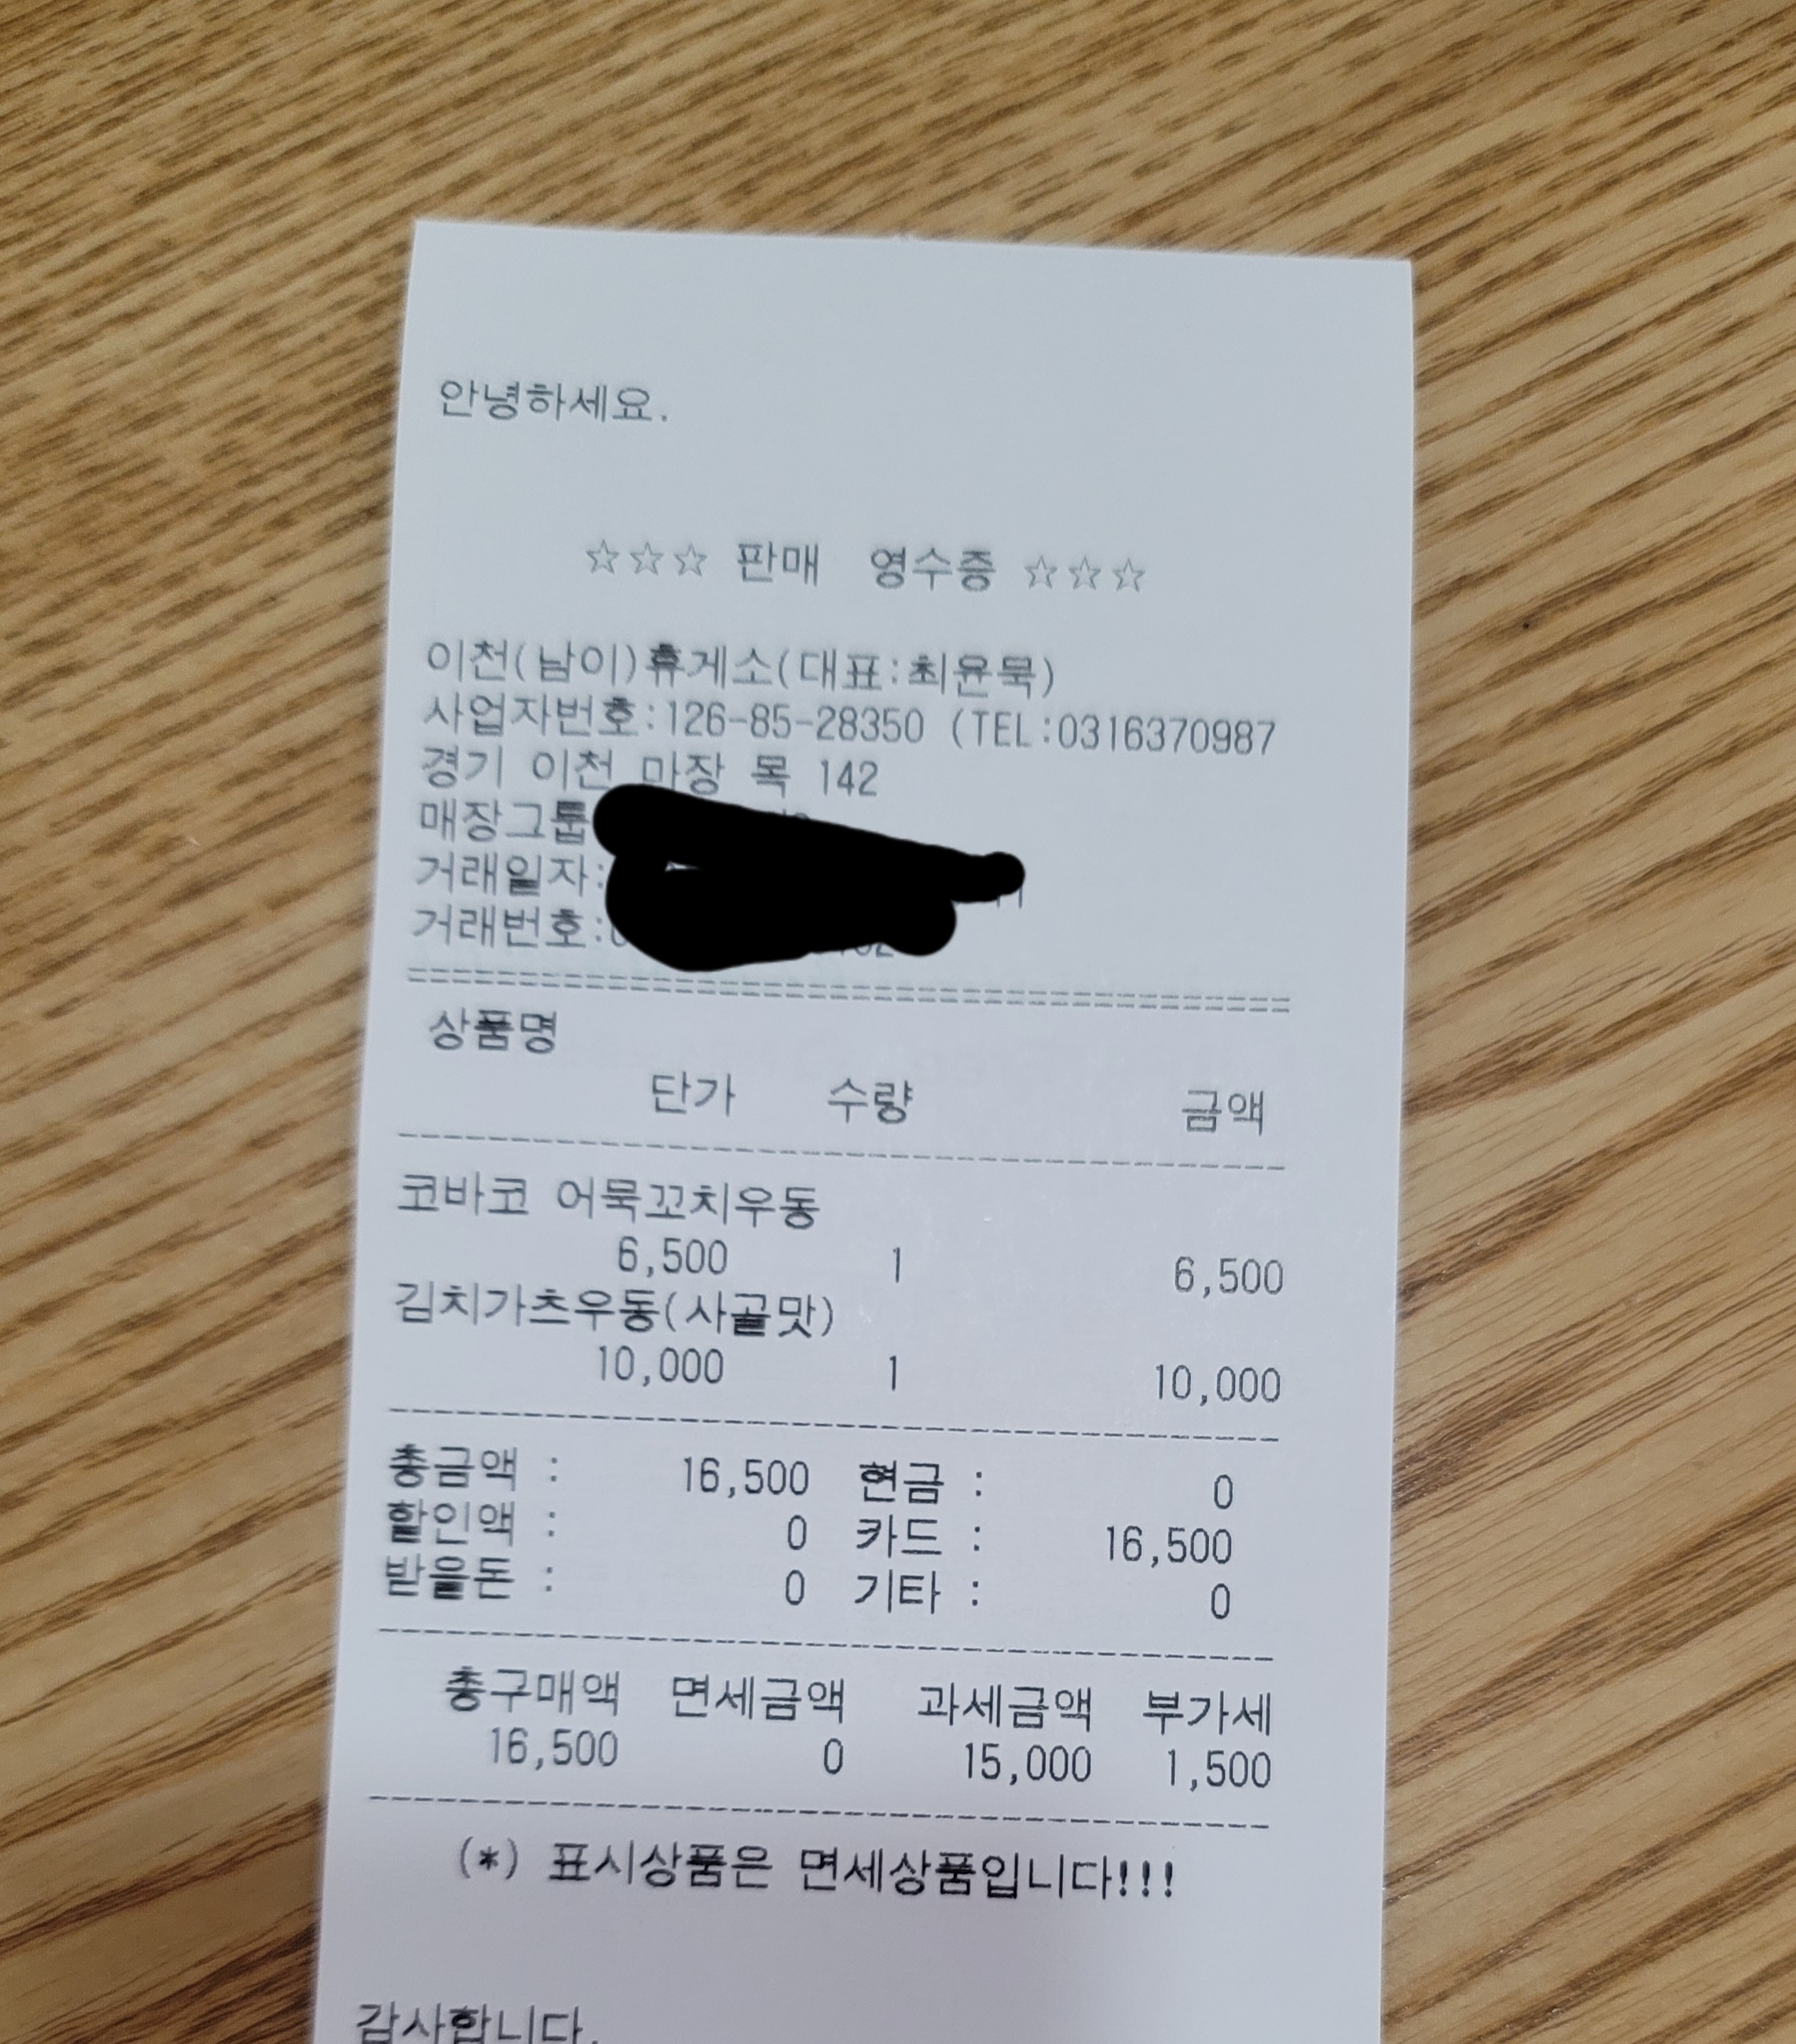 안녕하세요.
☆☆☆ 판매 영수증 ☆☆☆
이천(남이)휴게소(대표:최윤묵)
사업자번호:126-85-28350 (TEL:0316370987
경기 이천 마장 목 142
매장그룹
거래일자:
거래번호:
상품명
단가 수량 금액
코바코 어묵꼬치우동
6,500 1 6,500
김치가츠우동(사골맛)
10,000 1 10,000
총금액 : 16,500 현금 : 0
할인액 : 0 카드 : 16,500
받을돈 : 0 기타 : 0
총구매액 면세금액 과세금액 부가세
16,500 0 15,000 1,500
(*) 표시상품은 면세상품입니다!!!
감사합니다.